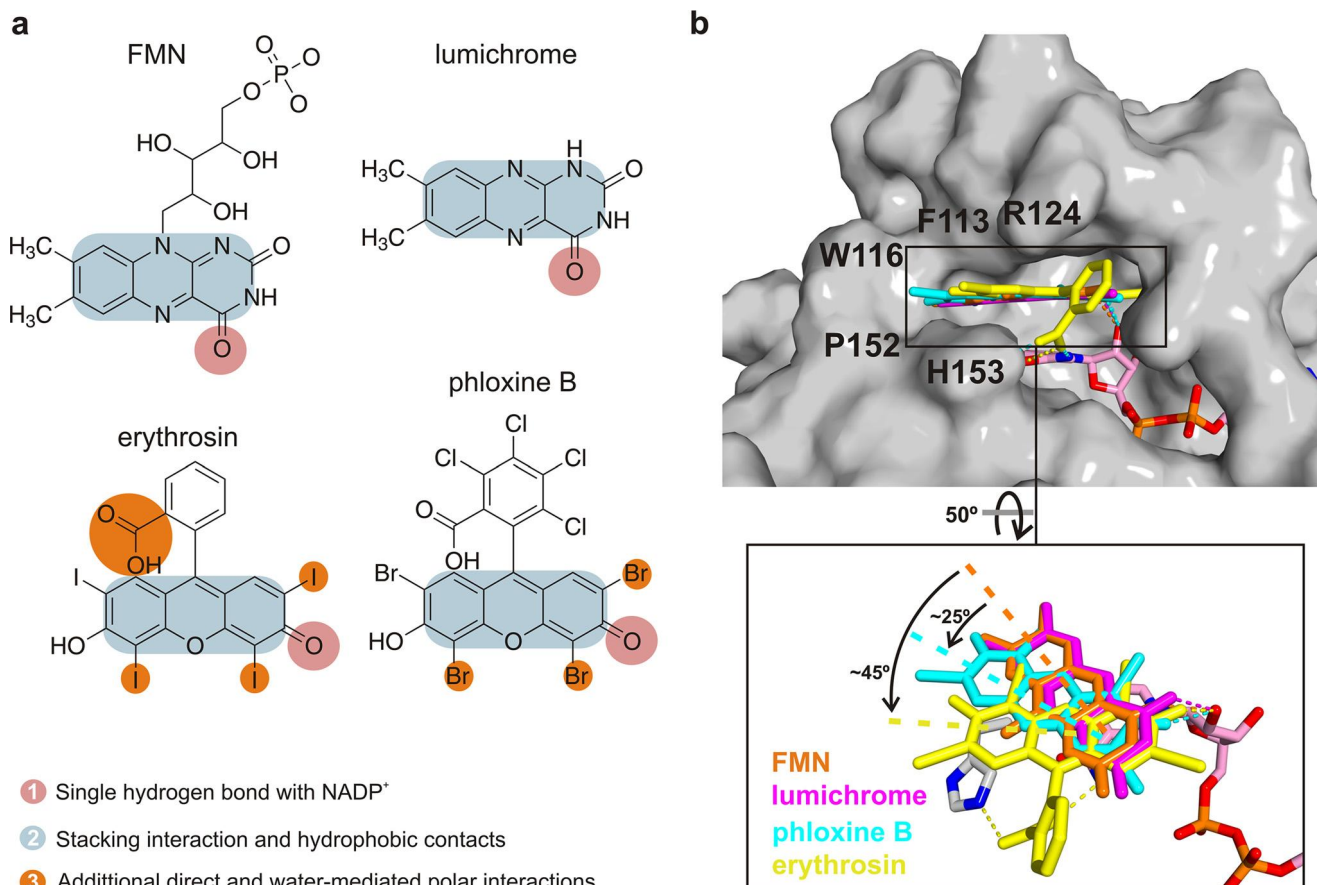 a
FMN
O
O
P
O
O
HO
OH
OH
H₃C
N
N
O
H₃C
N
NH
O
lumichrome
H₃C
N
H
N
O
H₃C
N
NH
O
erythrosin
O
OH
I
I
HO
O
O
I
I
phloxine B
Cl
Cl
Cl
Cl
O
OH
Br
Br
HO
O
O
Br
Br
1 Single hydrogen bond with NADP⁺
2 Stacking interaction and hydrophobic contacts
3 Addittional direct and water-mediated polar interactions
b
F113 R124
W116
P152
H153
50º
~25º
~45º
FMN
lumichrome
phloxine B
erythrosin